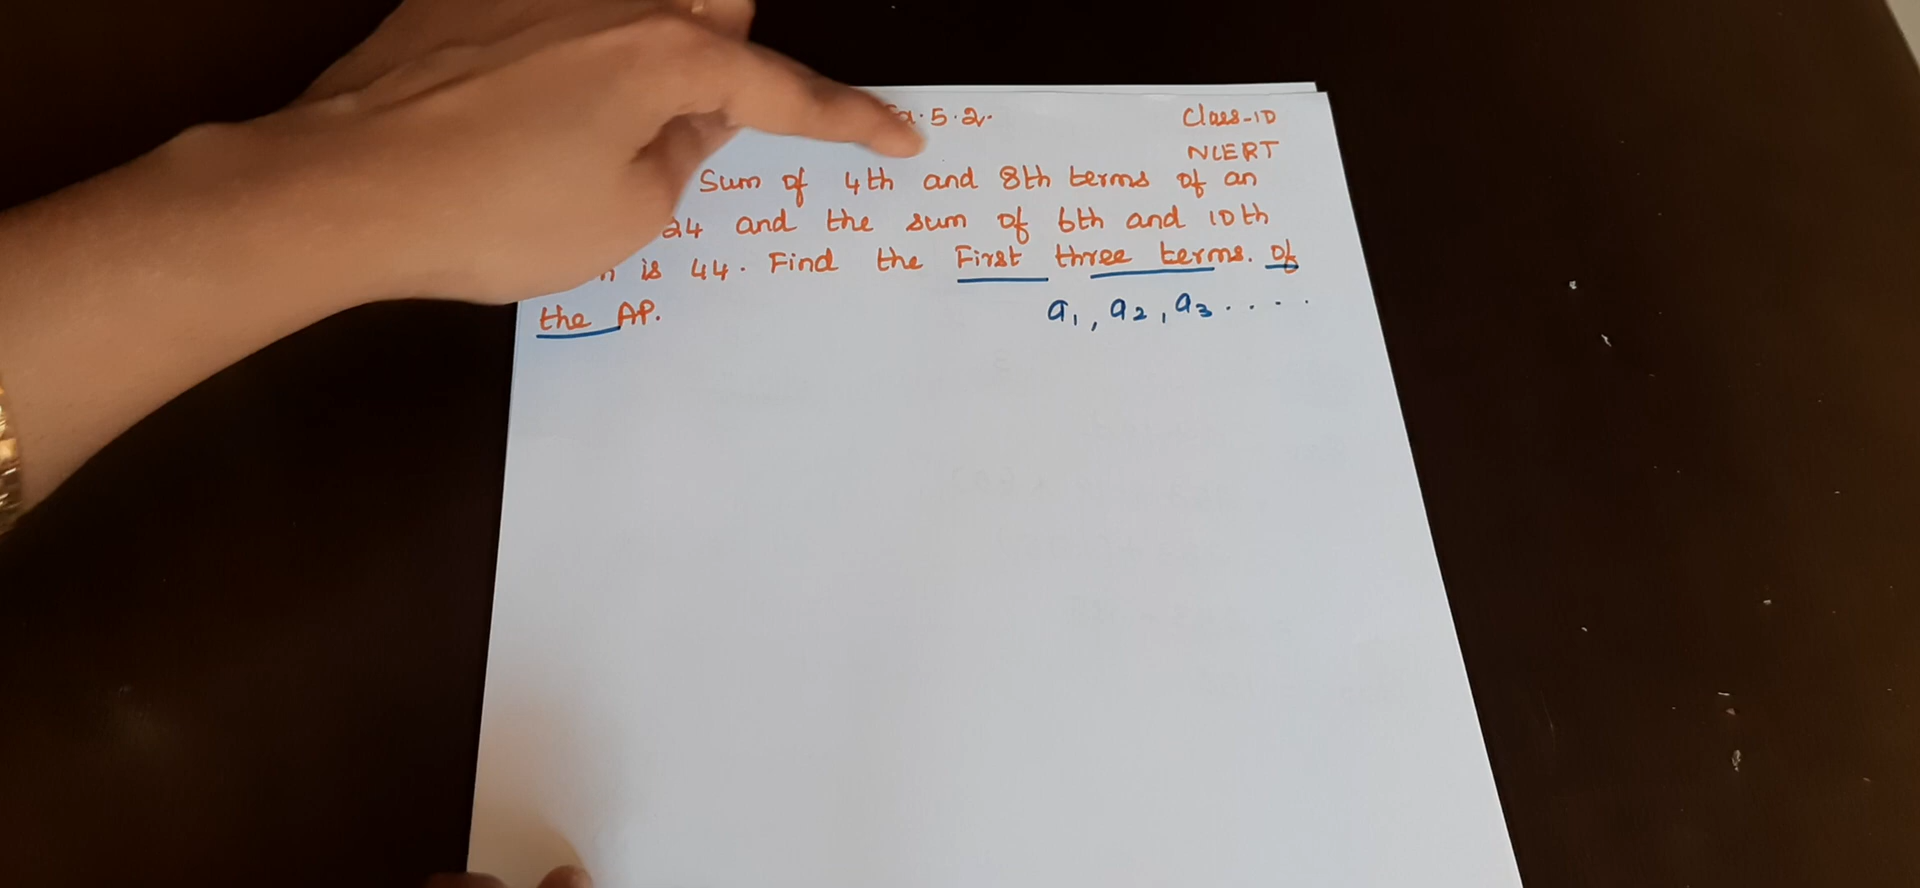 .5.2.
Class-10
NCERT
Sum of 4th and 8th terms of an
24 and the sum of 6th and 10th
is 44. Find the First three terms. Of
the AP.
a₁, a₂, a₃ . . . .